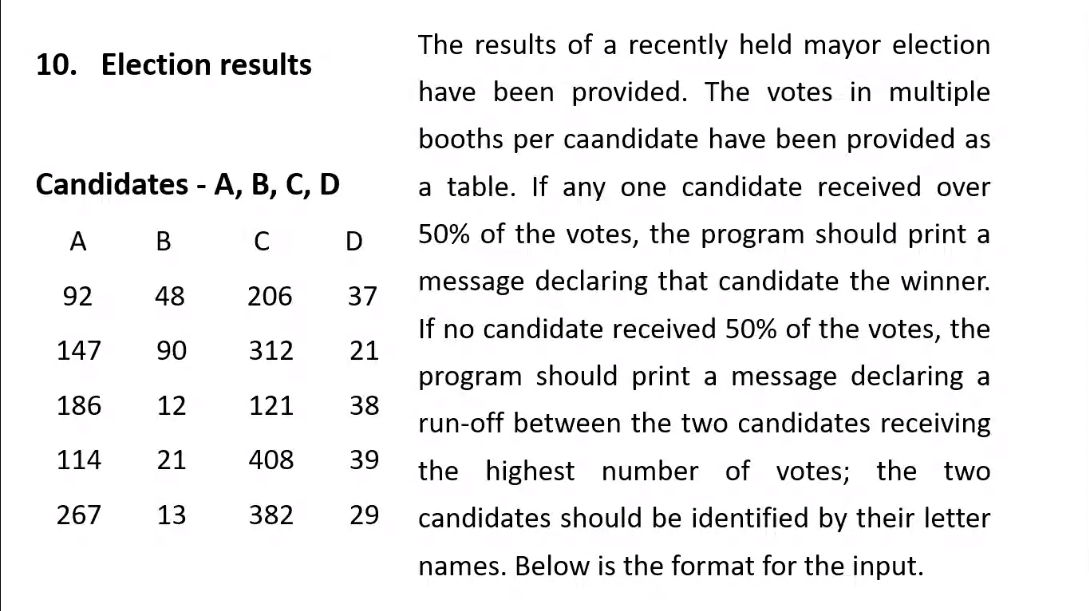 10. Election results
Candidates - A, B, C, D
A B C D
92 48 206 37
147 90 312 21
186 12 121 38
114 21 408 39
267 13 382 29
The results of a recently held mayor election
have been provided. The votes in multiple
booths per caandidate have been provided as
a table. If any one candidate received over
50% of the votes, the program should print a
message declaring that candidate the winner.
If no candidate received 50% of the votes, the
program should print a message declaring a
run-off between the two candidates receiving
the highest number of votes; the two
candidates should be identified by their letter
names. Below is the format for the input.